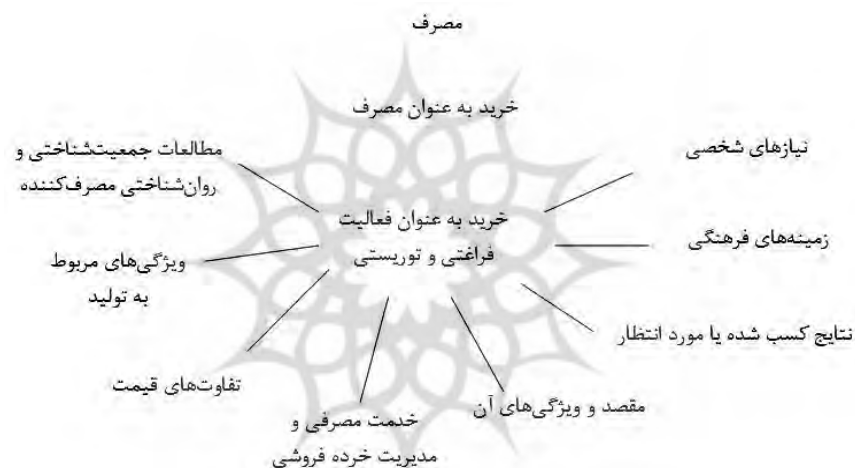 مصرف
خرید به عنوان مصرف
نیازهای شخصی
مطالعات جمعیت‌شناختی و
روان‌شناختی مصرف‌کننده
خرید به عنوان فعالیت
فراغتی و توریستی
زمینه‌های فرهنگی
ویژگی‌های مربوط
به تولید
نتایج کسب شده یا مورد انتظار
تفاوت‌های قیمت
مقصد و ویژگی‌های آن
خدمت مصرفی و
مدیریت خرده فروشی